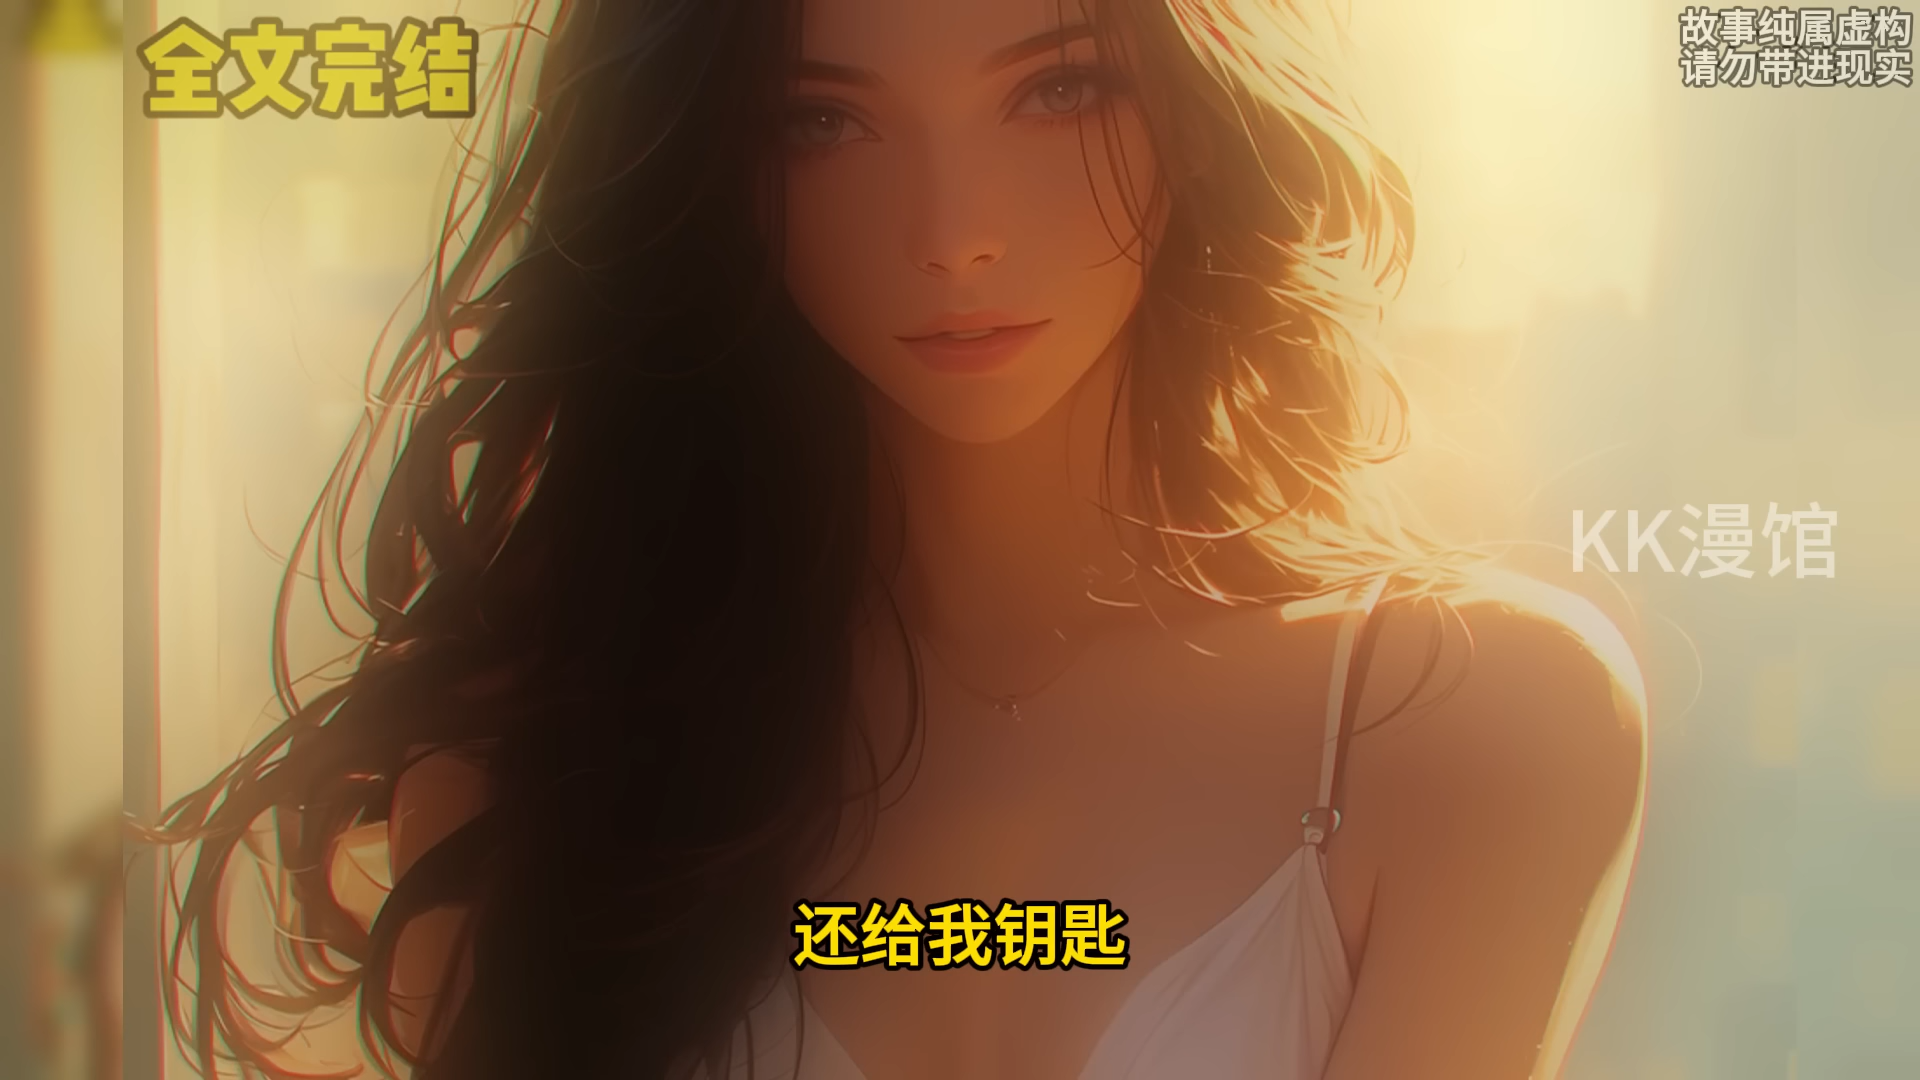 全文完结
故事纯属虚构
请勿带进现实
KK漫馆
还给我钥匙